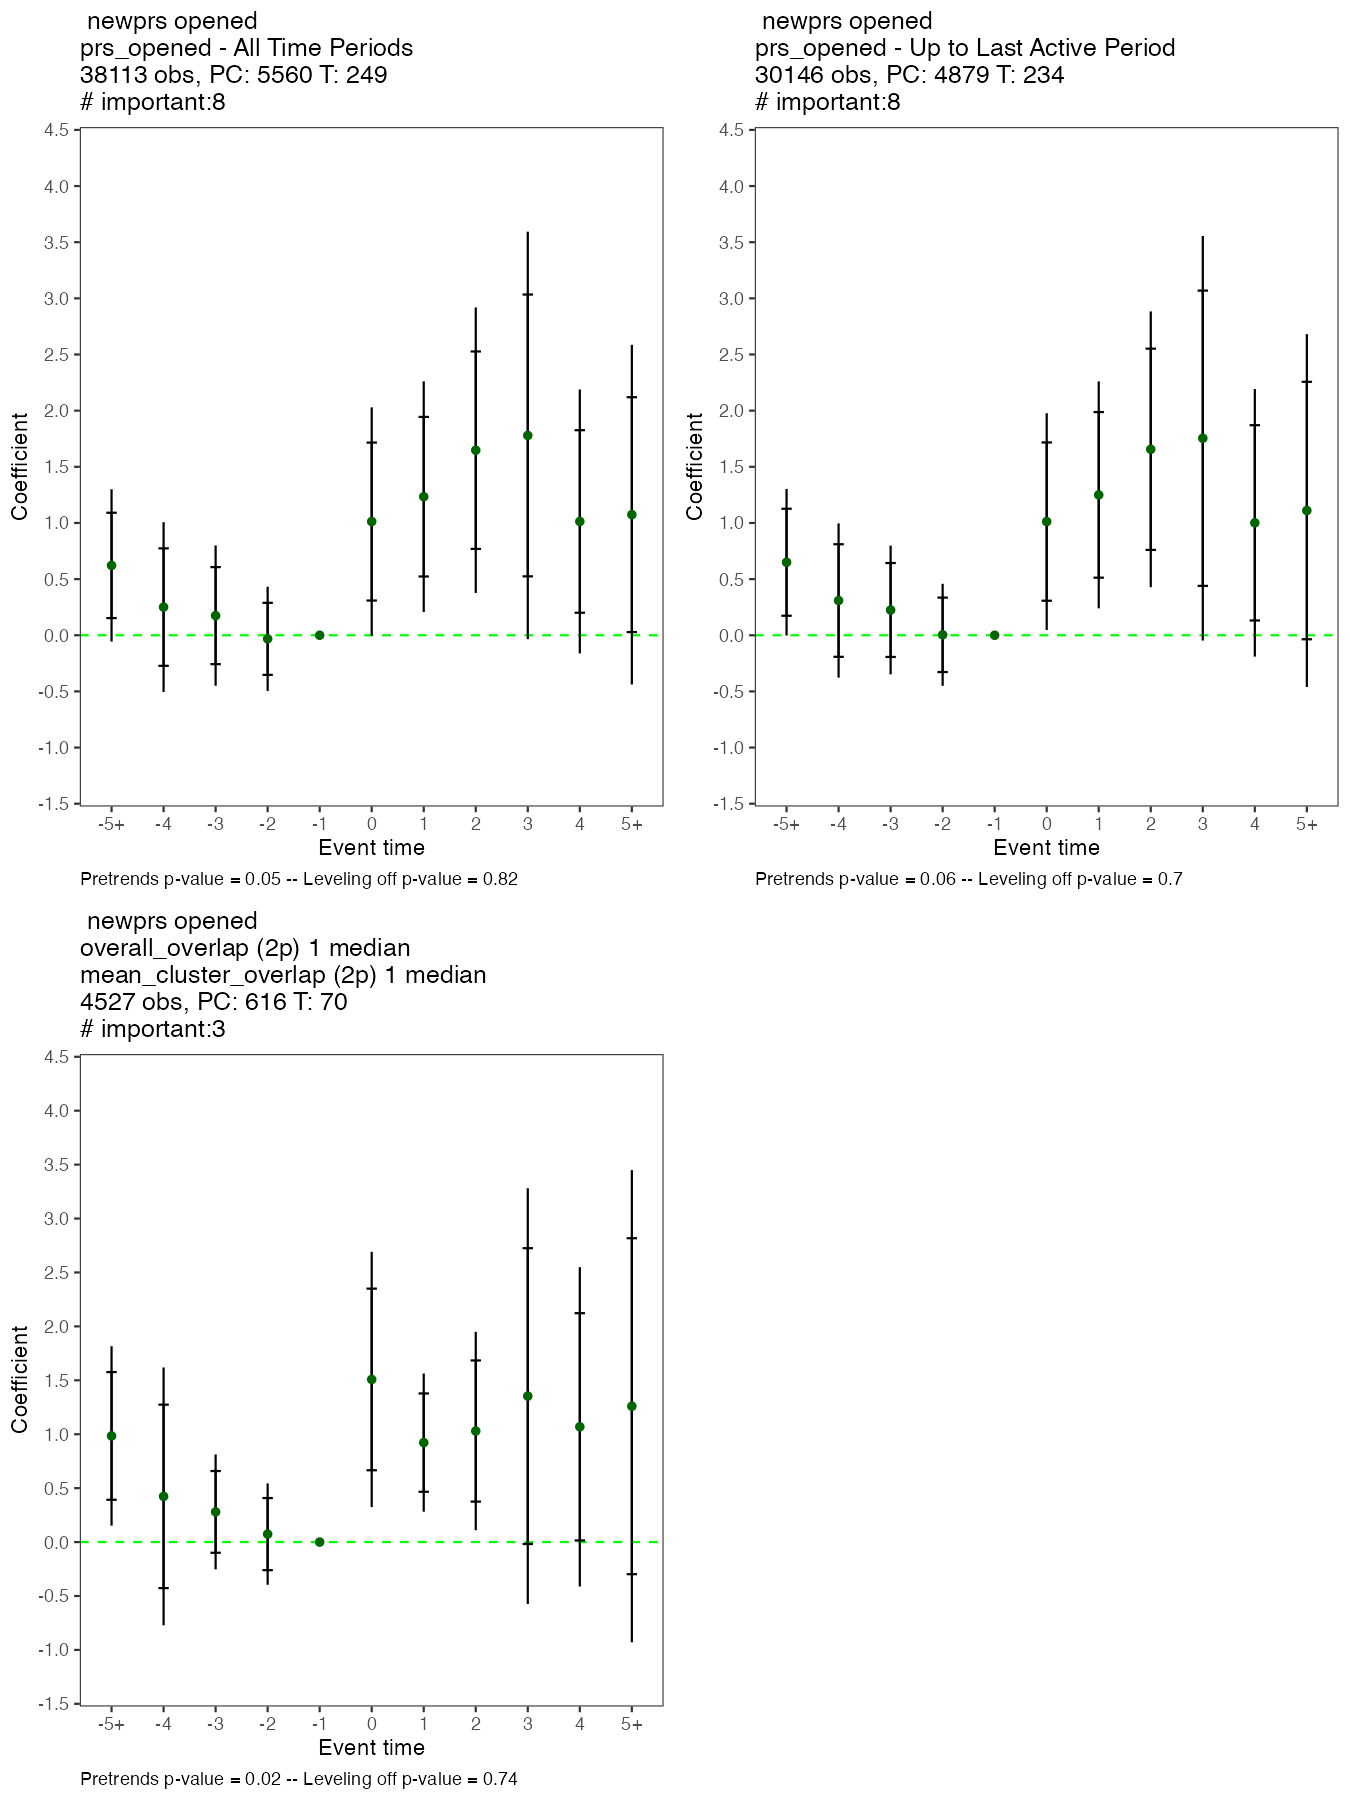 newprs opened
prs_opened - All Time Periods
38113 obs, PC: 5560 T: 249
# important:8
4.5
4.0
3.5
3.0
2.5
2.0
1.5
1.0
0.5
0.0
-0.5
-1.0
-1.5
Coefficient
-5+ -4 -3 -2 -1 0 1 2 3 4 5+
Event time
Pretrends p-value = 0.05 -- Leveling off p-value = 0.82
newprs opened
prs_opened - Up to Last Active Period
30146 obs, PC: 4879 T: 234
# important:8
4.5
4.0
3.5
3.0
2.5
2.0
1.5
1.0
0.5
0.0
-0.5
-1.0
-1.5
Coefficient
-5+ -4 -3 -2 -1 0 1 2 3 4 5+
Event time
Pretrends p-value = 0.06 -- Leveling off p-value = 0.7
newprs opened
overall_overlap (2p) 1 median
mean_cluster_overlap (2p) 1 median
4527 obs, PC: 616 T: 70
# important:3
4.5
4.0
3.5
3.0
2.5
2.0
1.5
1.0
0.5
0.0
-0.5
-1.0
-1.5
Coefficient
-5+ -4 -3 -2 -1 0 1 2 3 4 5+
Event time
Pretrends p-value = 0.02 -- Leveling off p-value = 0.74